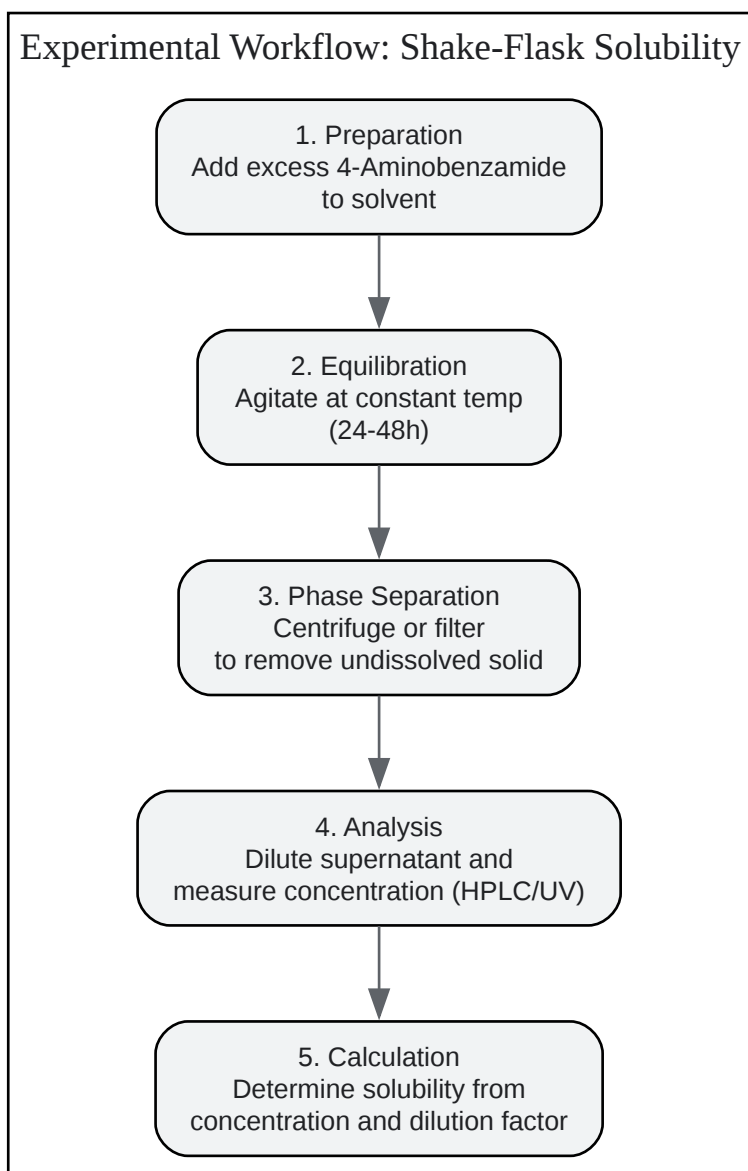 Experimental Workflow: Shake-Flask Solubility
1. Preparation
Add excess 4-Aminobenzamide
to solvent
2. Equilibration
Agitate at constant temp
(24-48h)
3. Phase Separation
Centrifuge or filter
to remove undissolved solid
4. Analysis
Dilute supernatant and
measure concentration (HPLC/UV)
5. Calculation
Determine solubility from
concentration and dilution factor